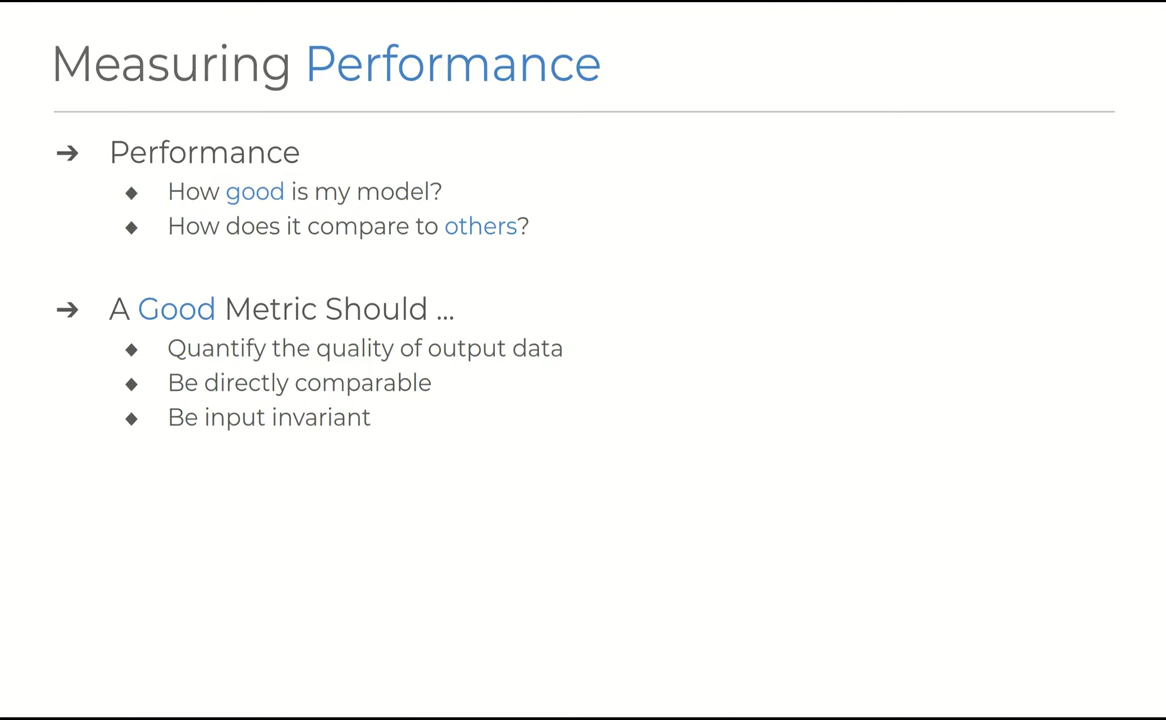 Measuring Performance
➔ Performance
◆ How good is my model?
◆ How does it compare to others?
➔ A Good Metric Should ...
◆ Quantify the quality of output data
◆ Be directly comparable
◆ Be input invariant